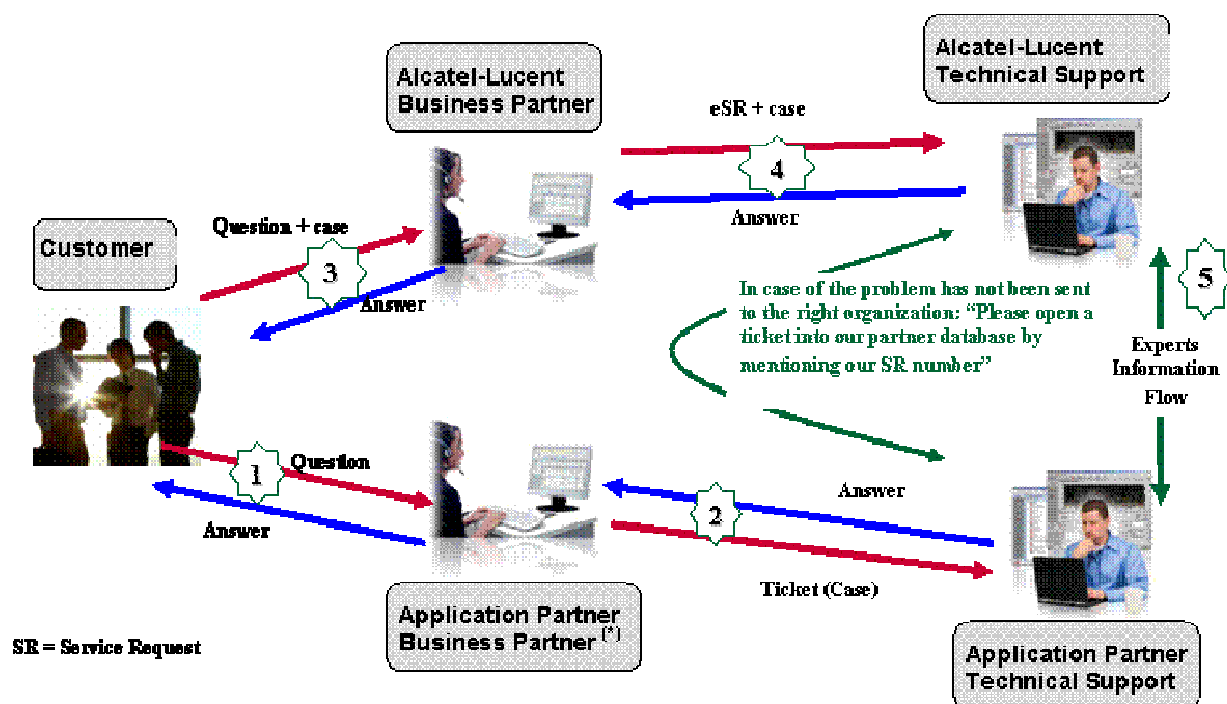 Alcatel-Lucent
Business Partner
Alcatel-Lucent
Technical Support
eSR + case
4
Answer
Customer
Question + case
3
Answer
In case of the problem has not been sent
to the right organization: “Please open a
ticket into our partner database by
mentioning our SR number”
5
Experts
Information
Flow
1
Question
Answer
2
Answer
Ticket (Case)
Application Partner
Business Partner (*)
SR = Service Request
Application Partner
Technical Support